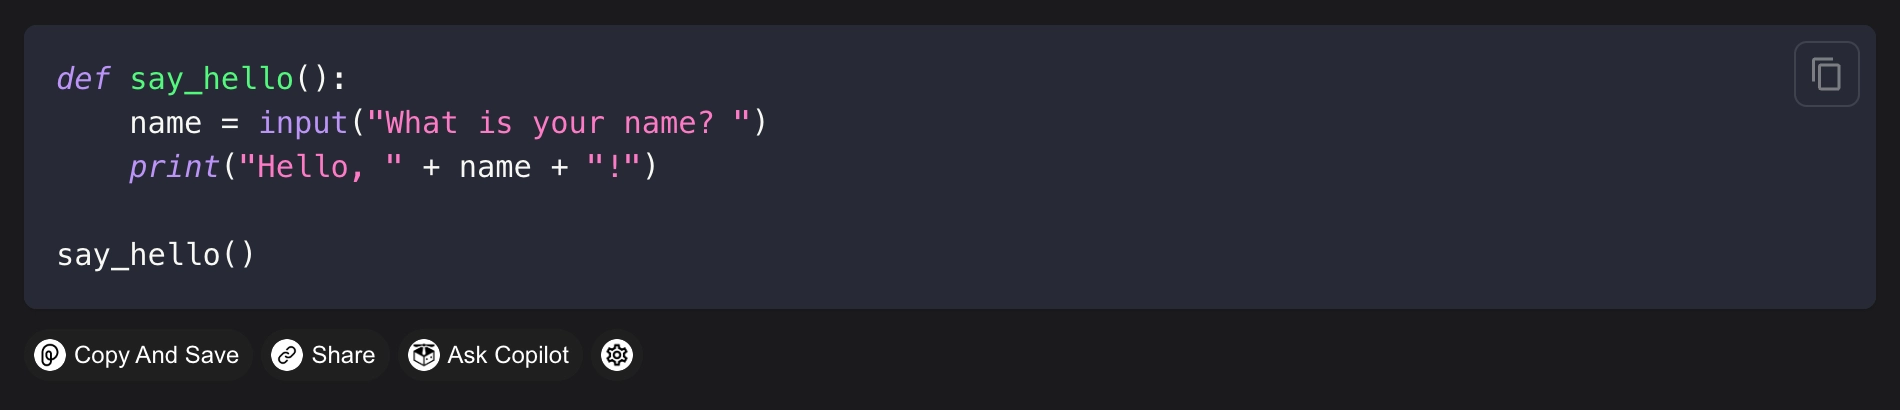 def say_hello():
    name = input("What is your name? ")
    print("Hello, " + name + "!")

say_hello()
Copy And Save Share Ask Copilot